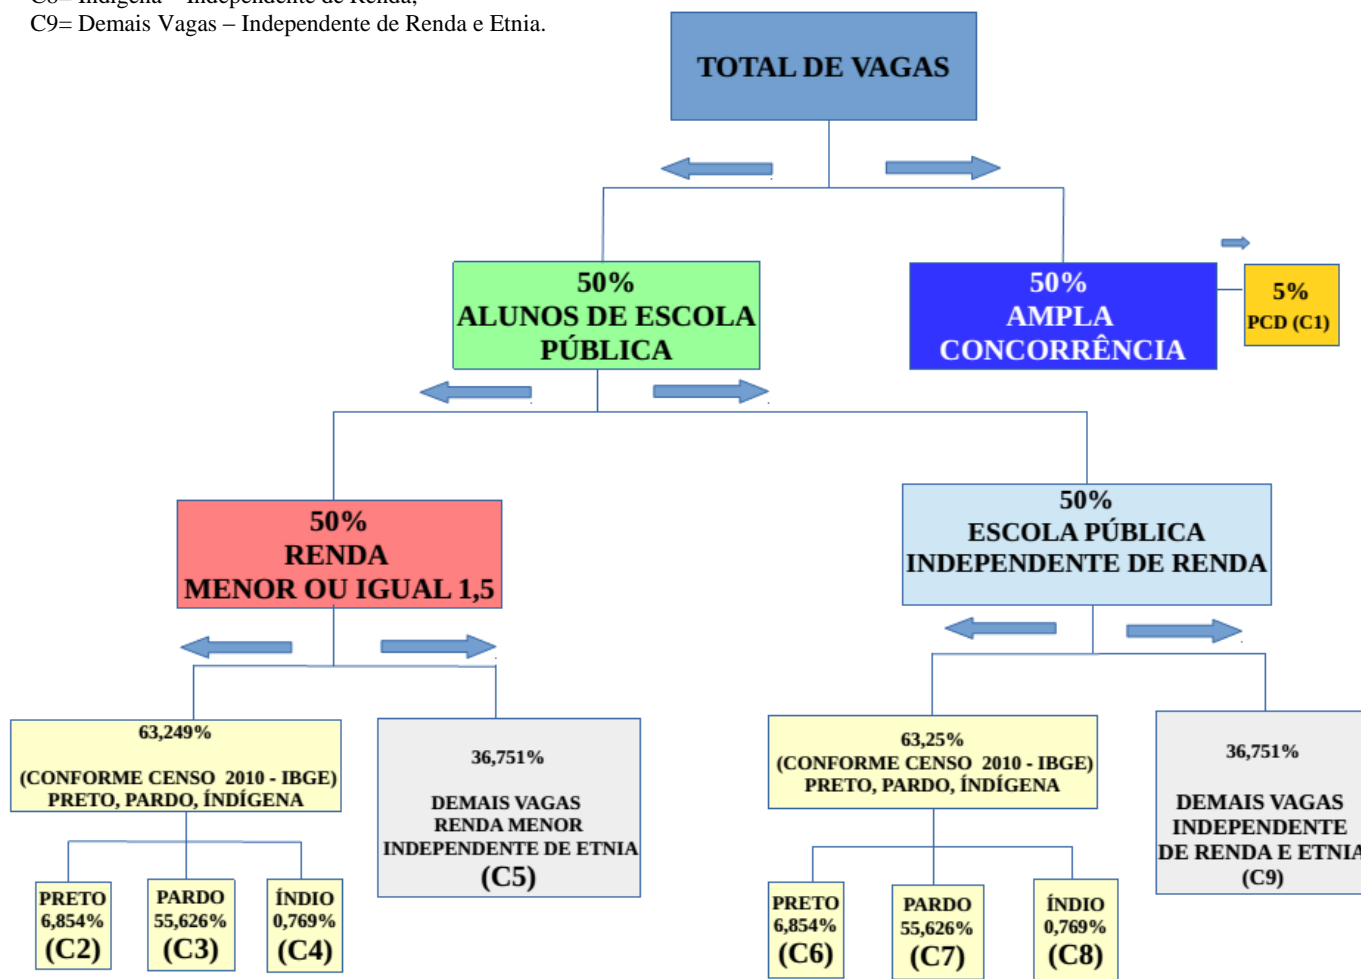 C8= Indígena – Independente de Renda;
C9= Demais Vagas – Independente de Renda e Etnia.
TOTAL DE VAGAS
50%
ALUNOS DE ESCOLA
PÚBLICA
50%
AMPLA
CONCORRÊNCIA
5%
PCD (C1)
50%
RENDA
MENOR OU IGUAL 1,5
50%
ESCOLA PÚBLICA
INDEPENDENTE DE RENDA
63,249%
(CONFORME CENSO 2010 - IBGE)
PRETO, PARDO, ÍNDÍGENA
36,751%
DEMAIS VAGAS
RENDA MENOR
INDEPENDENTE DE ETNIA
(C5)
63,25%
(CONFORME CENSO 2010 - IBGE)
PRETO, PARDO, ÍNDÍGENA
36,751%
DEMAIS VAGAS
INDEPENDENTE
DE RENDA E ETNIA
(C9)
PRETO
6,854%
(C2)
PARDO
55,626%
(C3)
ÍNDIO
0,769%
(C4)
PRETO
6,854%
(C6)
PARDO
55,626%
(C7)
ÍNDIO
0,769%
(C8)